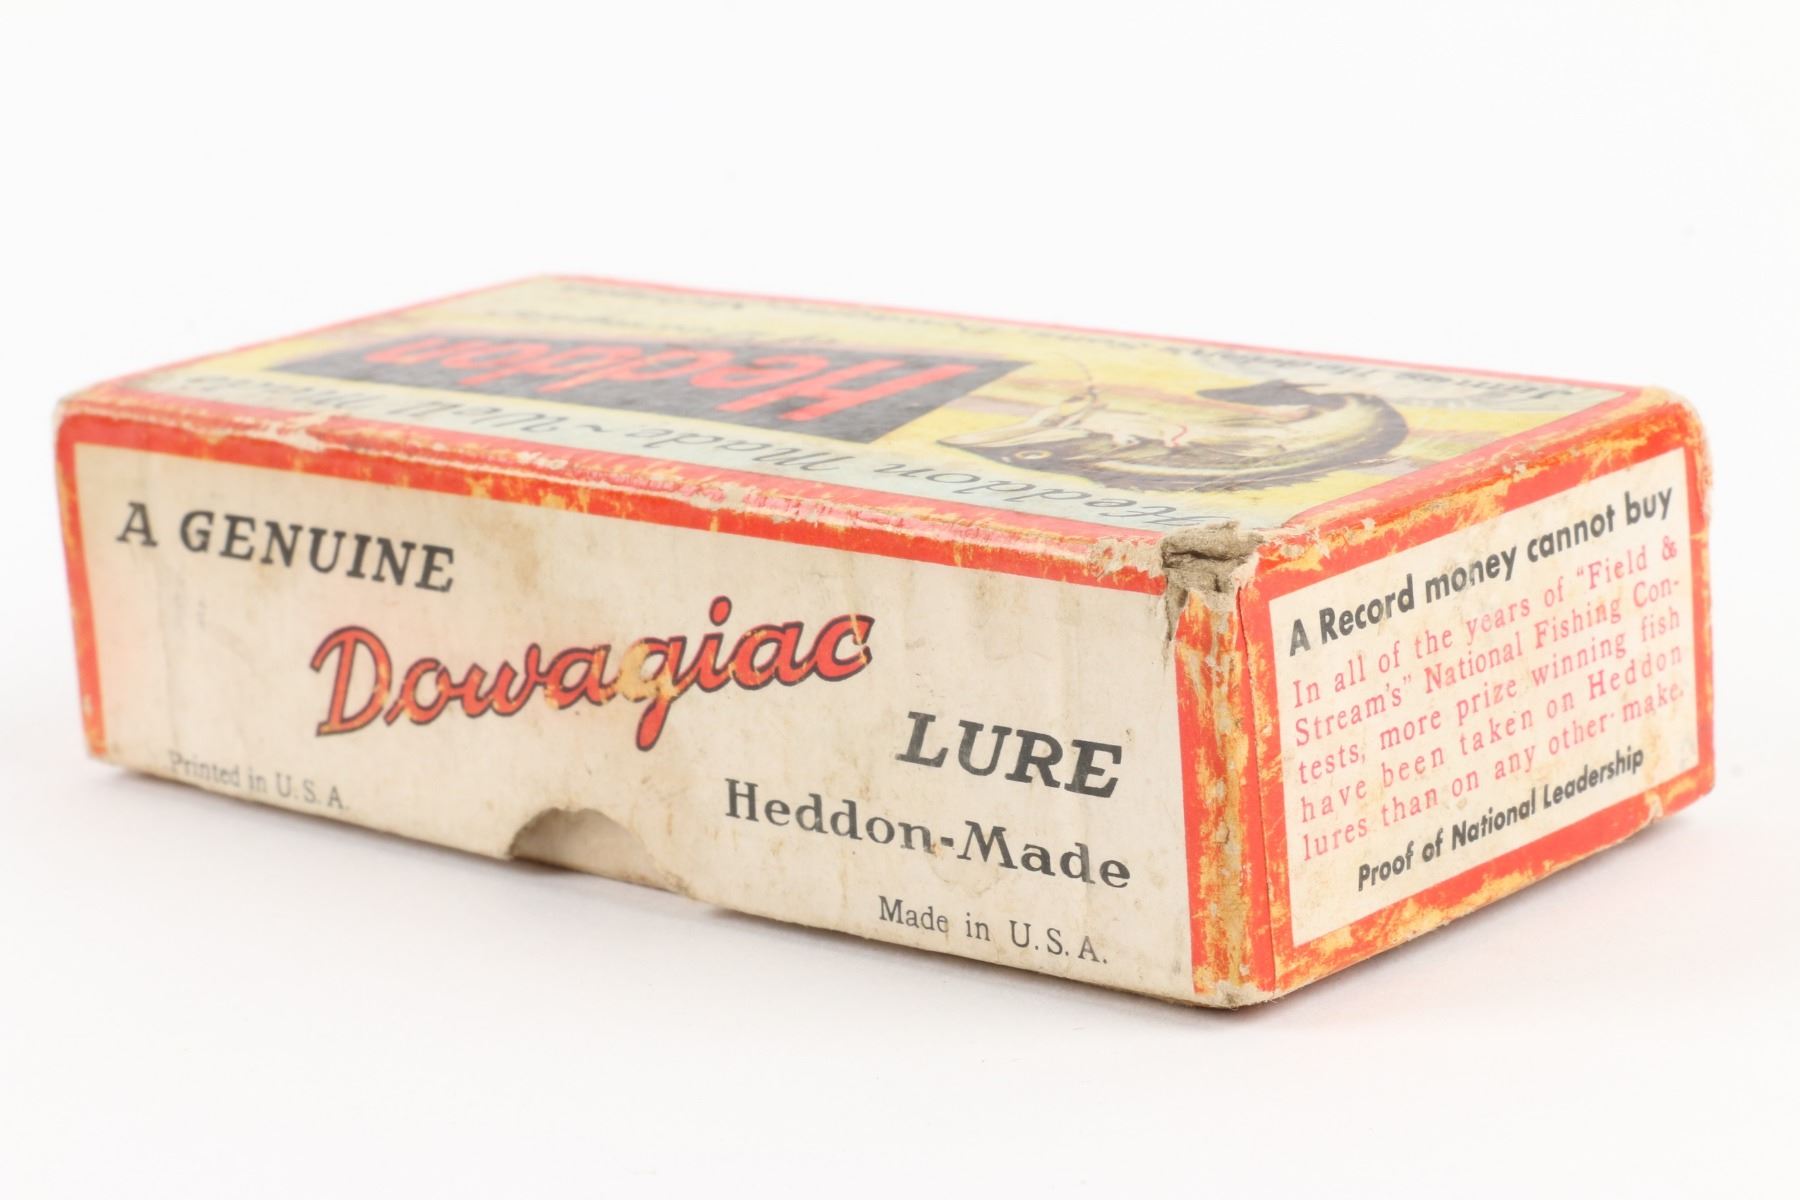 Heddon
Heddon Made ~ Well Made
A GENUINE
Dowagiac
LURE
Heddon-Made
Printed in U.S.A.
Made in U.S.A.
A Record money cannot buy
In all of the years of "Field &
Stream's" National Fishing Con-
tests, more prize winning fish
have been taken on Heddon
lures than on any other make.
Proof of National Leadership